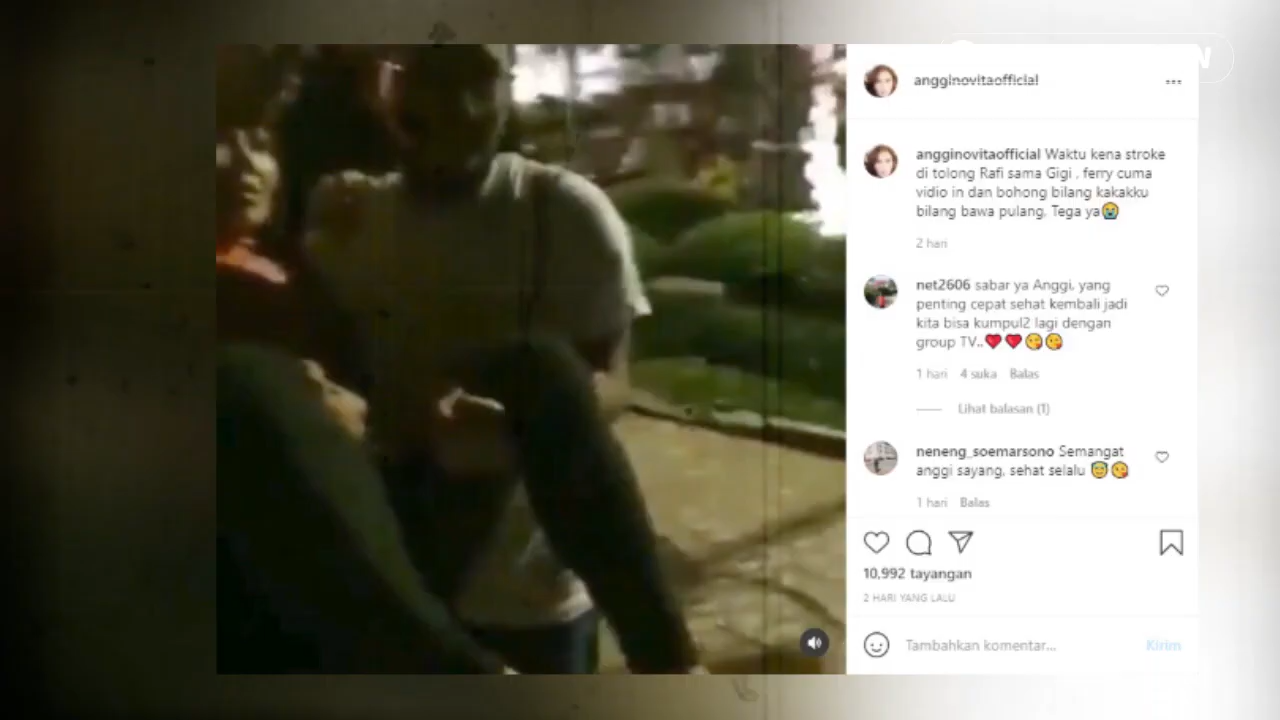 angginovitaofficial
angginovitaofficial Waktu kena stroke
di tolong Rafi sama Gigi , ferry cuma
vidio in dan bohong bilang kakakku
bilang bawa pulang. Tega ya😭
2 hari
net2606 sabar ya Anggi, yang
penting cepat sehat kembali jadi
kita bisa kumpul2 lagi dengan
group TV..❤️❤️😘😘
1 hari 4 suka Balas
Lihat balasan (1)
neneng_soemarsono Semangat
anggi sayang, sehat selalu 😇😘
1 hari Balas
10,992 tayangan
2 HARI YANG LALU
Tambahkan komentar...
Kirim